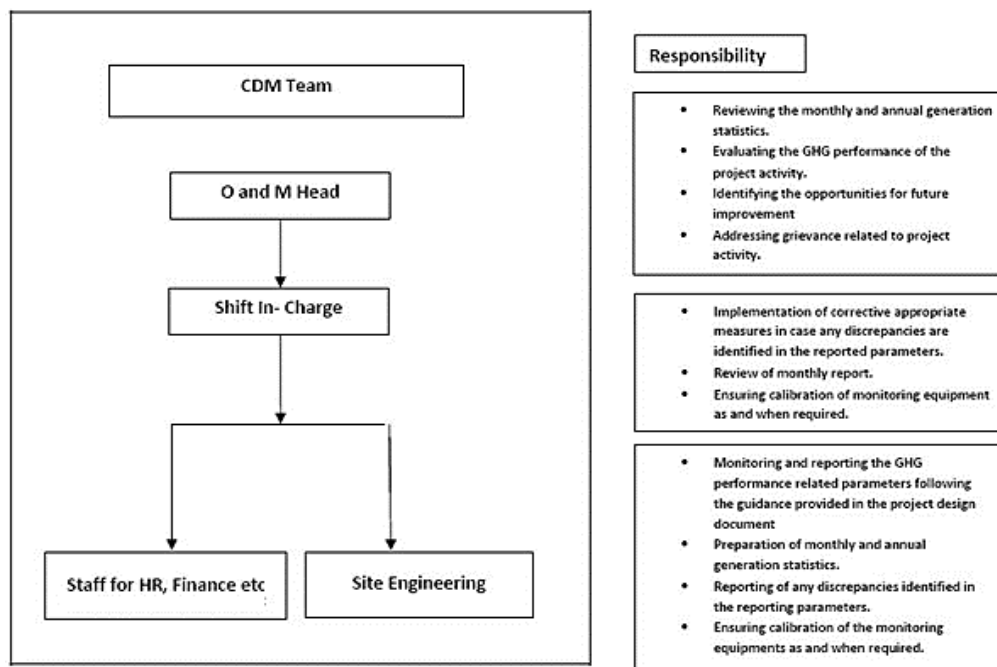 CDM Team
O and M Head
Shift In- Charge
Staff for HR, Finance etc
Site Engineering
Responsibility
• Reviewing the monthly and annual generation
statistics.
• Evaluating the GHG performance of the
project activity.
• Identifying the opportunities for future
improvement
• Addressing grievance related to project
activity.
• Implementation of corrective appropriate
measures in case any discrepancies are
identified in the reported parameters.
• Review of monthly report.
• Ensuring calibration of monitoring equipment
as and when required.
• Monitoring and reporting the GHG
performance related parameters following
the guidance provided in the project design
document
• Preparation of monthly and annual
generation statistics.
• Reporting of any discrepancies identified in
the reporting parameters.
• Ensuring calibration of the monitoring
equipments as and when required.